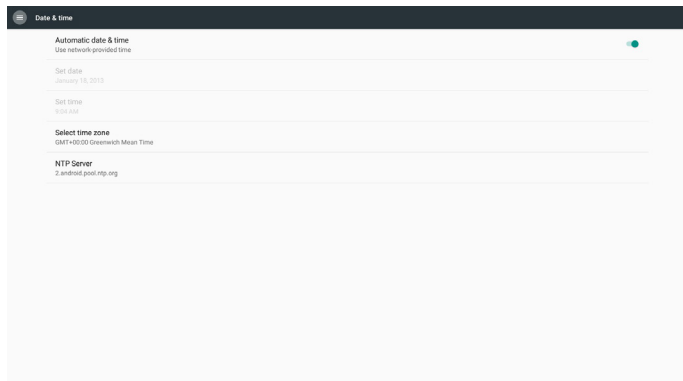 Date & time
Automatic date & time
Use network-provided time
Set date
January 18, 2015
Set time
9:04 AM
Select time zone
GMT+00:00 Greenwich Mean Time
NTP Server
2.android.pool.ntp.org